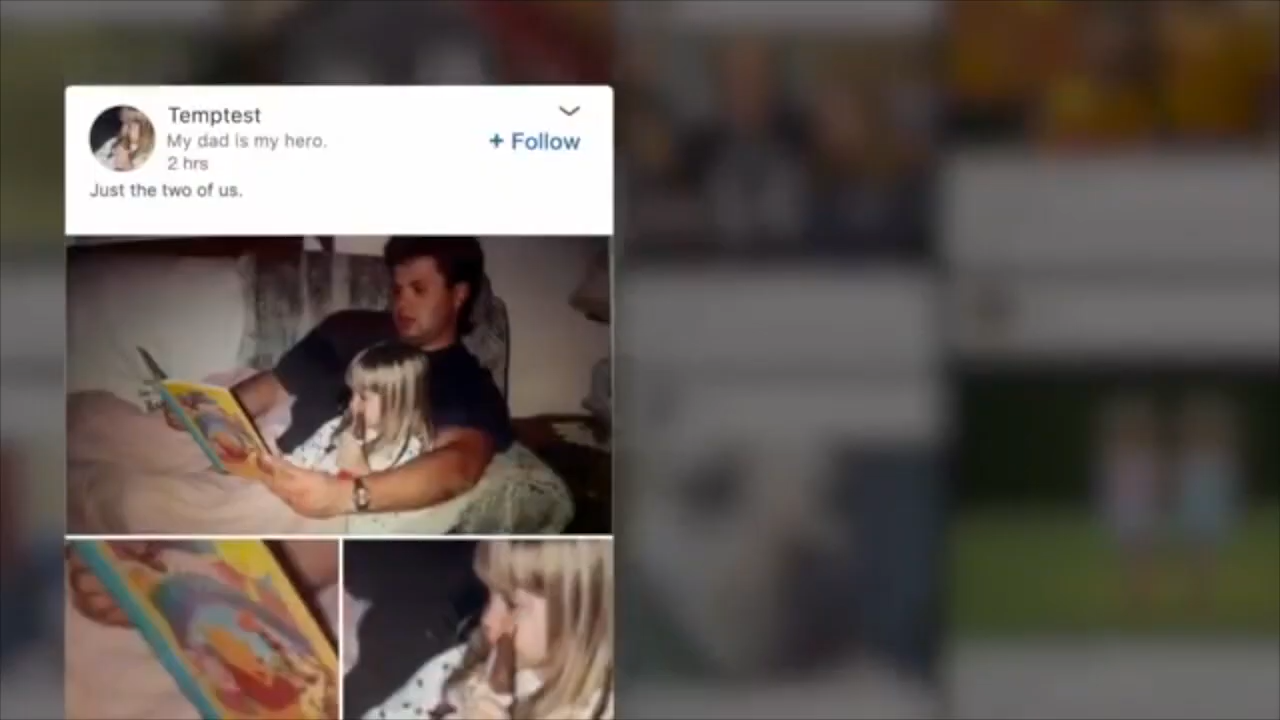 Temptest
My dad is my hero.
+ Follow
2 hrs
Just the two of us.